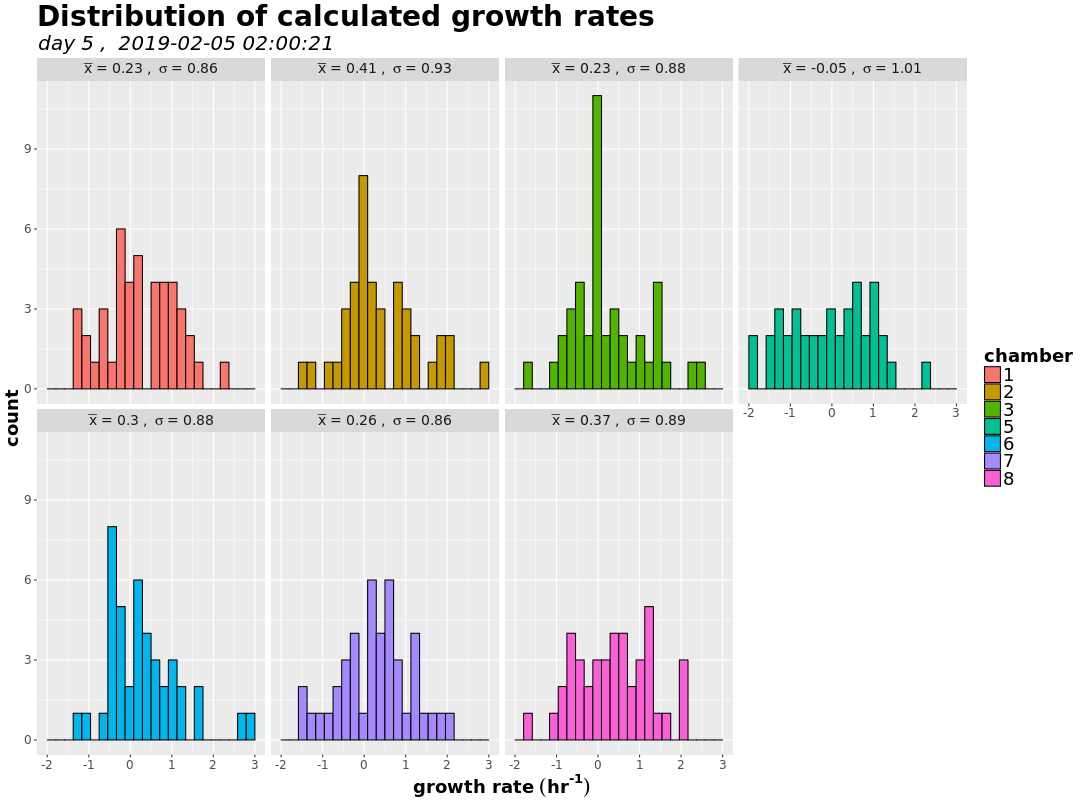 Distribution of calculated growth rates
day 5 ,  2019-02-05 02:00:21
x̅ = 0.23 ,  σ = 0.86
x̅ = 0.41 ,  σ = 0.93
x̅ = 0.23 ,  σ = 0.88
x̅ = -0.05 ,  σ = 1.01
9
6
3
0
-2 -1 0 1 2 3
count
x̅ = 0.3 ,  σ = 0.88
x̅ = 0.26 ,  σ = 0.86
x̅ = 0.37 ,  σ = 0.89
9
6
3
0
-2 -1 0 1 2 3
-2 -1 0 1 2 3
-2 -1 0 1 2 3
growth rate (hr⁻¹)
chamber
1
2
3
5
6
7
8